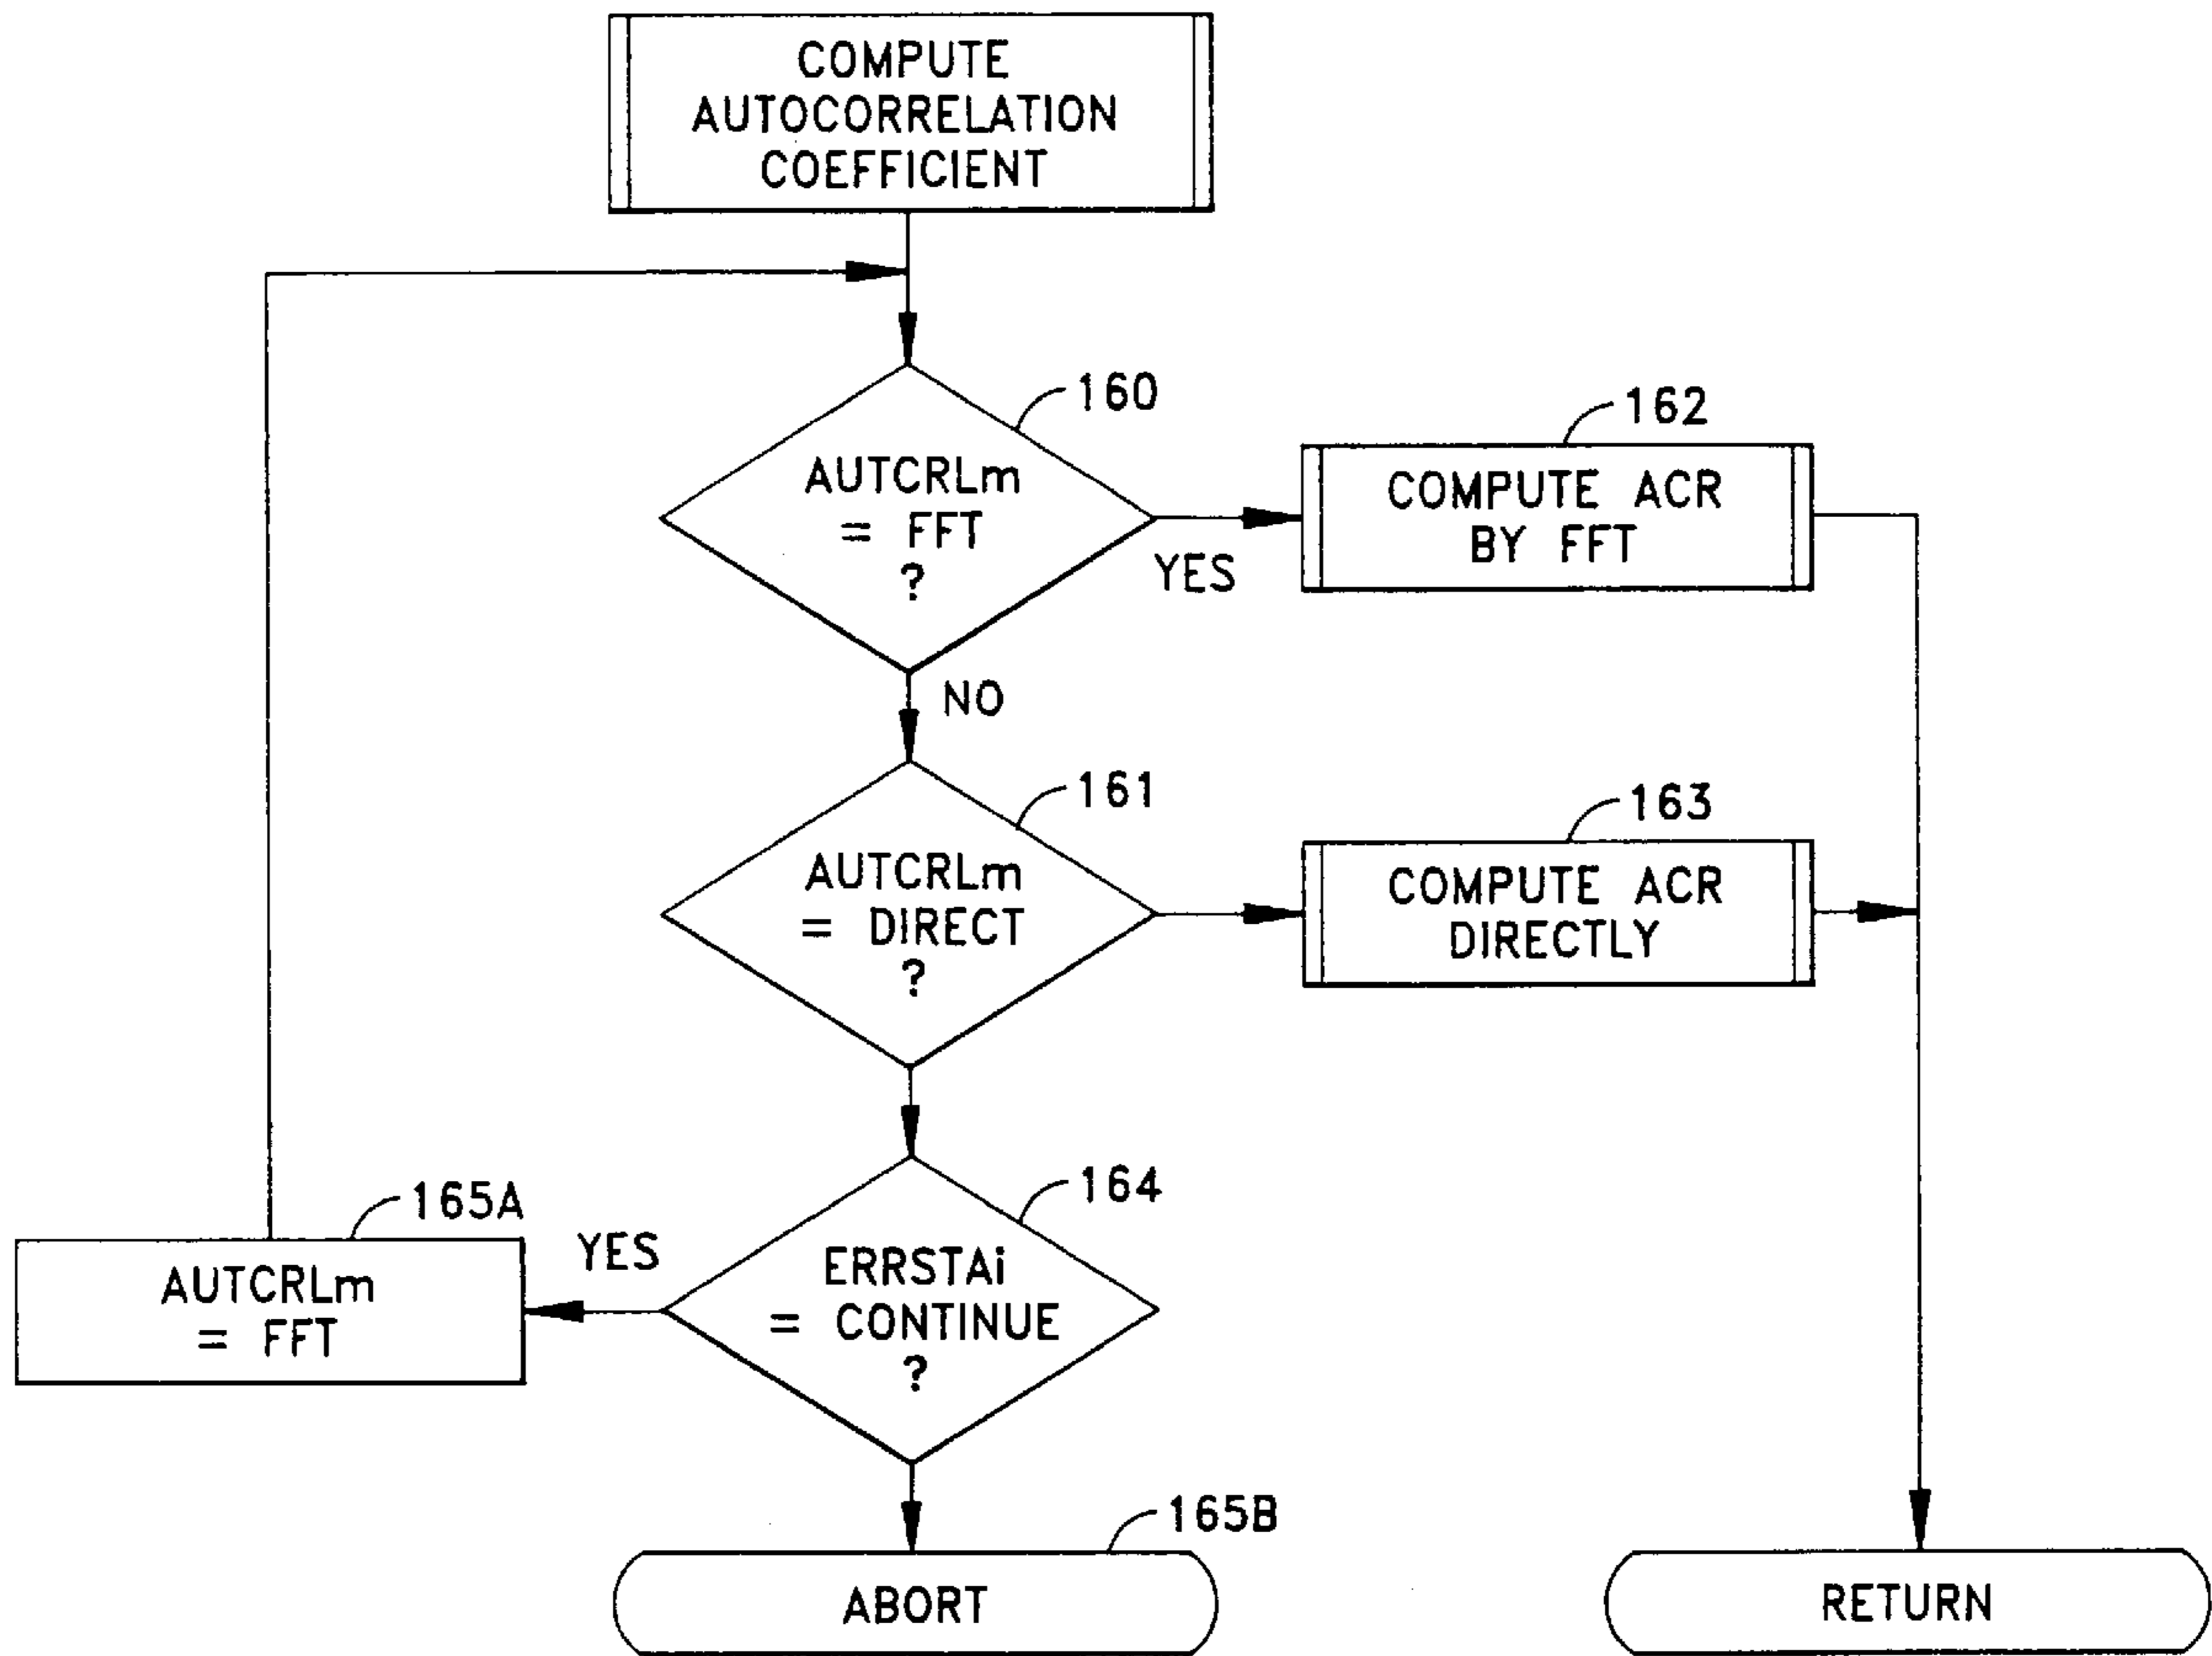 COMPUTE
AUTOCORRELATION
COEFFICIENT
160
AUTCRLm
= FFT
?
YES
162
COMPUTE ACR
BY FFT
NO
161
AUTCRLm
= DIRECT
?
163
COMPUTE ACR
DIRECTLY
164
ERRSTAi
= CONTINUE
?
YES
165A
AUTCRLm
= FFT
165B
ABORT
RETURN